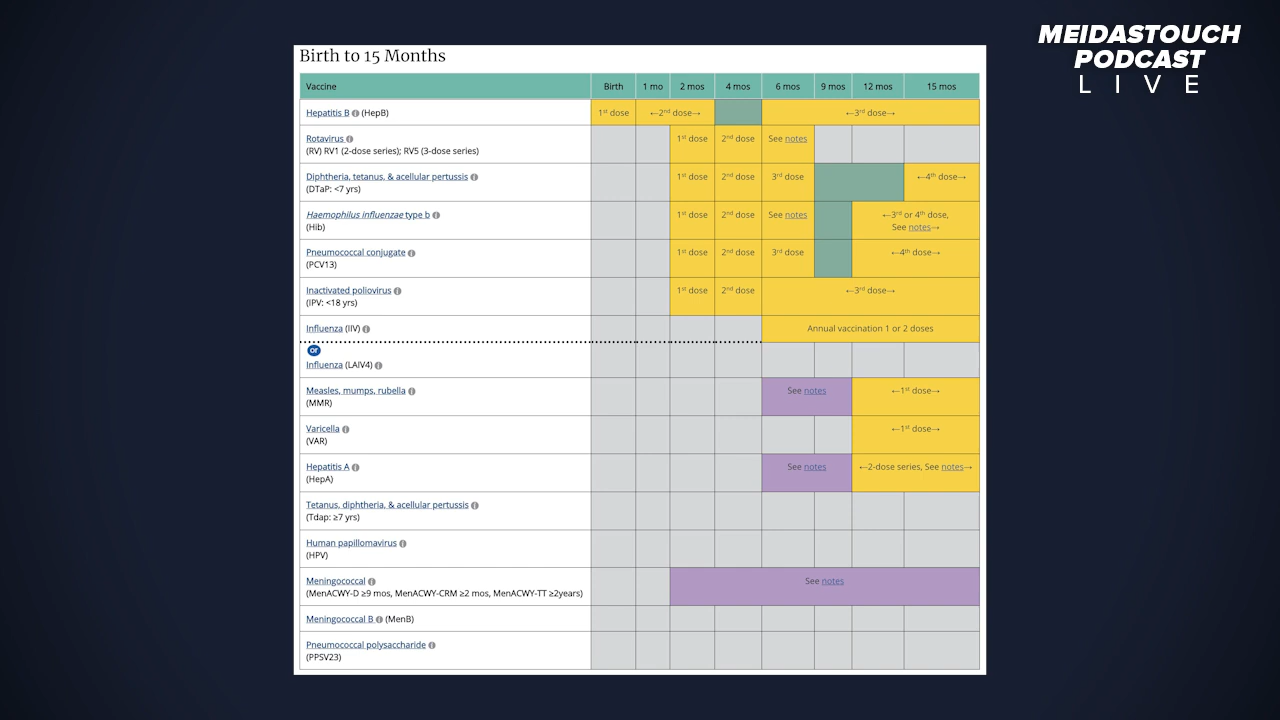 MEIDASTOUCH
PODCAST
LIVE
Birth to 15 Months
Vaccine Birth 1 mo 2 mos 4 mos 6 mos 9 mos 12 mos 15 mos
Hepatitis B (HepB) 1st dose ←2nd dose→ ←3rd dose→
Rotavirus 1st dose 2nd dose See notes
(RV) RV1 (2-dose series); RV5 (3-dose series)
Diphtheria, tetanus, & acellular pertussis 1st dose 2nd dose 3rd dose ←4th dose→
(DTaP: <7 yrs)
Haemophilus influenzae type b 1st dose 2nd dose See notes ←3rd or 4th dose,
(Hib) See notes→
Pneumococcal conjugate 1st dose 2nd dose 3rd dose ←4th dose→
(PCV13)
Inactivated poliovirus 1st dose 2nd dose ←3rd dose→
(IPV: <18 yrs)
Influenza (IIV) Annual vaccination 1 or 2 doses
or
Influenza (LAIV4)
Measles, mumps, rubella See notes ←1st dose→
(MMR)
Varicella ←1st dose→
(VAR)
Hepatitis A See notes ←2-dose series, See notes→
(HepA)
Tetanus, diphtheria, & acellular pertussis
(Tdap: ≥7 yrs)
Human papillomavirus
(HPV)
Meningococcal See notes
(MenACWY-D ≥9 mos, MenACWY-CRM ≥2 mos, MenACWY-TT ≥2years)
Meningococcal B (MenB)
Pneumococcal polysaccharide
(PPSV23)